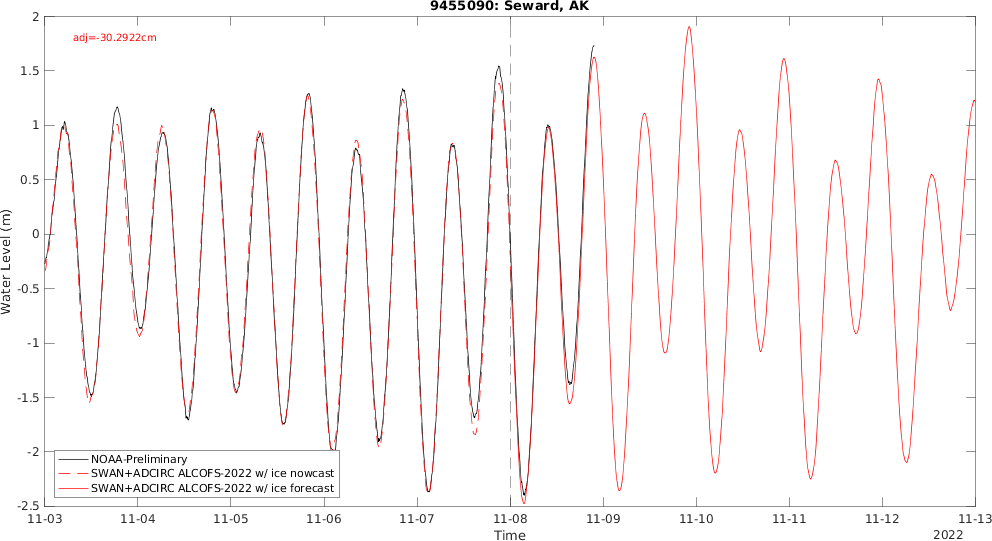 9455090: Seward, AK
adj=-30.2922cm
2
1.5
1
0.5
0
-0.5
-1
-1.5
-2
-2.5
Water Level (m)
NOAA-Preliminary
SWAN+ADCIRC ALCOFS-2022 w/ ice nowcast
SWAN+ADCIRC ALCOFS-2022 w/ ice forecast
11-03 11-04 11-05 11-06 11-07 11-08 11-09 11-10 11-11 11-12 11-13
Time
2022